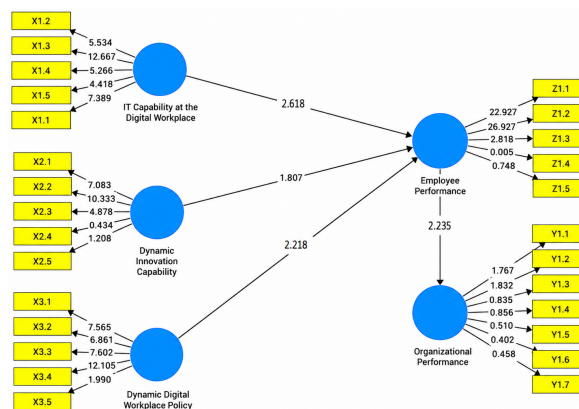 X1.2
X1.3
X1.4
X1.5
X1.1
5.534
12.667
5.266
4.418
7.389
IT Capability at the
Digital Workplace
2.618
X2.1
X2.2
X2.3
X2.4
X2.5
7.083
10.333
4.878
0.434
1.208
Dynamic
Innovation
Capability
1.807
X3.1
X3.2
X3.3
X3.4
X3.5
7.565
6.861
7.602
12.105
1.990
Dynamic Digital
Workplace Policy
2.218
Employee
Performance
22.927
26.927
2.818
0.005
0.748
Z1.1
Z1.2
Z1.3
Z1.4
Z1.5
2.235
Organizational
Performance
1.767
1.832
0.835
0.856
0.510
0.402
0.458
Y1.1
Y1.2
Y1.3
Y1.4
Y1.5
Y1.6
Y1.7